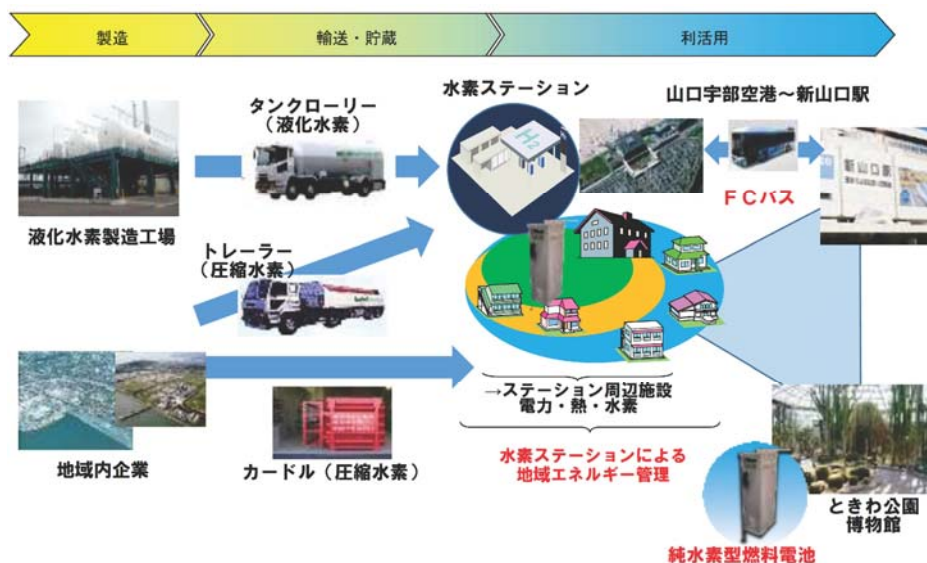 製造
輸送・貯蔵
利活用
タンクローリー
（液化水素）
水素ステーション
山口宇部空港～新山口駅
H2
新山口駅
ＦＣバス
液化水素製造工場
トレーラー
（圧縮水素）
→ステーション周辺施設
電力・熱・水素
地域内企業
カードル（圧縮水素）
水素ステーションによる
地域エネルギー管理
ときわ公園
博物館
純水素型燃料電池